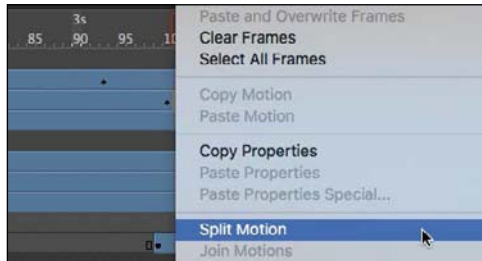 3s
85 90 95 10
Paste and Overwrite Frames
Clear Frames
Select All Frames
Copy Motion
Paste Motion
Copy Properties
Paste Properties
Paste Properties Special...
Split Motion
Join Motions